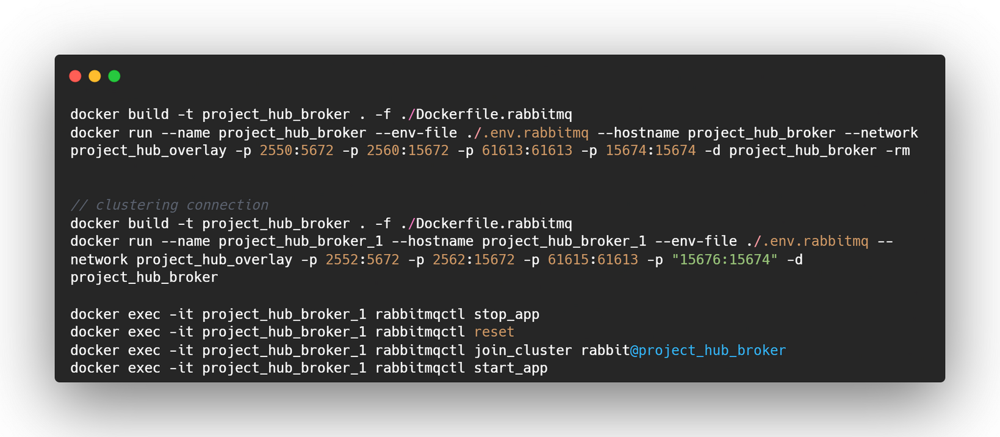 docker build -t project_hub_broker . -f ./Dockerfile.rabbitmq
docker run --name project_hub_broker --env-file ./.env.rabbitmq --hostname project_hub_broker --network
project_hub_overlay -p 2550:5672 -p 2560:15672 -p 61613:61613 -p 15674:15674 -d project_hub_broker -rm
// clustering connection
docker build -t project_hub_broker . -f ./Dockerfile.rabbitmq
docker run --name project_hub_broker_1 --hostname project_hub_broker_1 --env-file ./.env.rabbitmq --
network project_hub_overlay -p 2552:5672 -p 2562:15672 -p 61615:61613 -p "15676:15674" -d
project_hub_broker
docker exec -it project_hub_broker_1 rabbitmqctl stop_app
docker exec -it project_hub_broker_1 rabbitmqctl reset
docker exec -it project_hub_broker_1 rabbitmqctl join_cluster rabbit@project_hub_broker
docker exec -it project_hub_broker_1 rabbitmqctl start_app